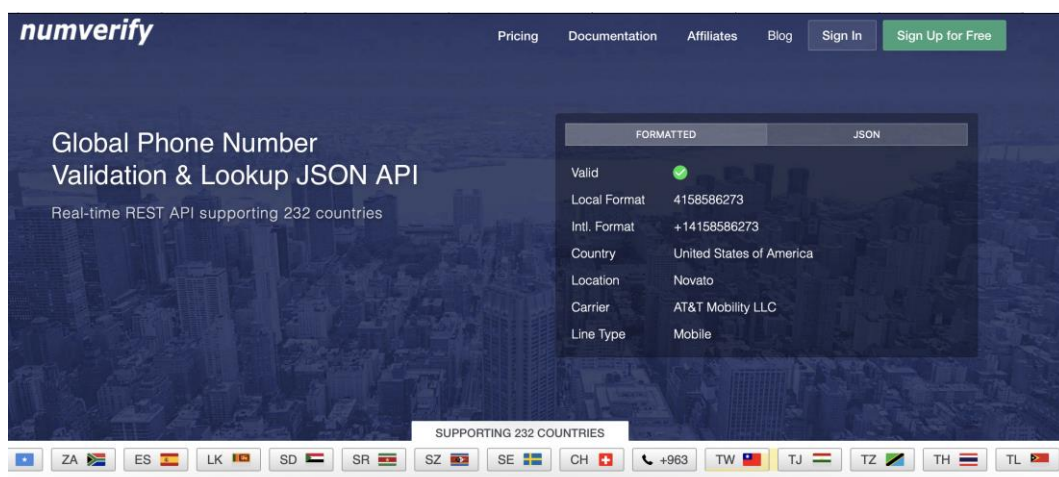 numverify
Pricing Documentation Affiliates Blog Sign In Sign Up for Free
Global Phone Number
Validation & Lookup JSON API
Real-time REST API supporting 232 countries
FORMATTED JSON
Valid
Local Format 4158586273
Intl. Format +14158586273
Country United States of America
Location Novato
Carrier AT&T Mobility LLC
Line Type Mobile
SUPPORTING 232 COUNTRIES
ZA ES LK SD SR SZ SE CH +963 TW TJ TZ TH TL